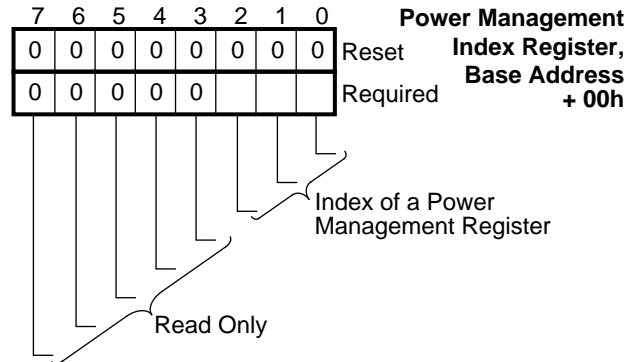 7 6 5 4 3 2 1 0
Power Management
Index Register,
Base Address
+ 00h
0 0 0 0 0 0 0 0 Reset
0 0 0 0 0 Required
Index of a Power
Management Register
Read Only